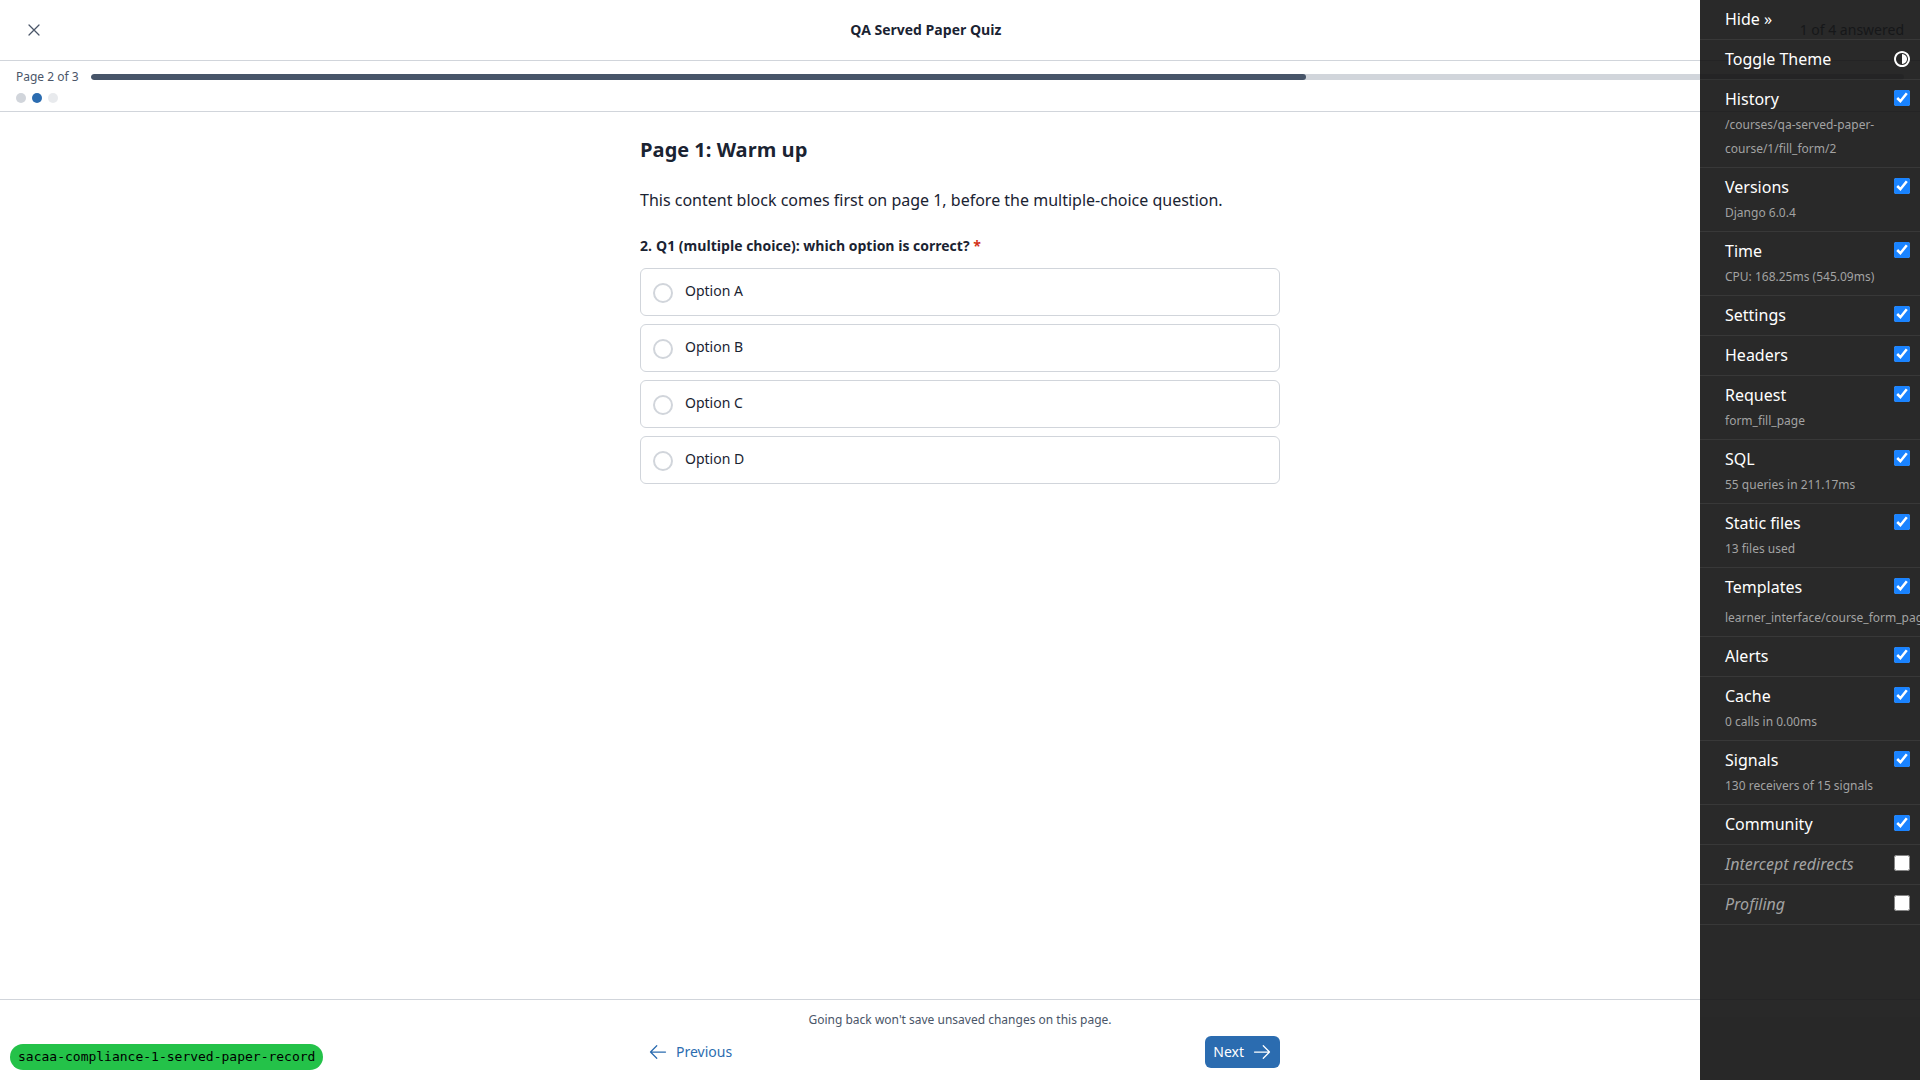 QA Served Paper Quiz
1 of 4 answered
Page 2 of 3
Page 1: Warm up
This content block comes first on page 1, before the multiple-choice question.
2. Q1 (multiple choice): which option is correct? *
Option A
Option B
Option C
Option D
Going back won't save unsaved changes on this page.
Previous
Next
sacaa-compliance-1-served-paper-record
Hide »
Toggle Theme
History
/courses/qa-served-paper-
course/1/fill_form/2
Versions
Django 6.0.4
Time
CPU: 168.25ms (545.09ms)
Settings
Headers
Request
form_fill_page
SQL
55 queries in 211.17ms
Static files
13 files used
Templates
learner_interface/course_form_pag
Alerts
Cache
0 calls in 0.00ms
Signals
130 receivers of 15 signals
Community
Intercept redirects
Profiling